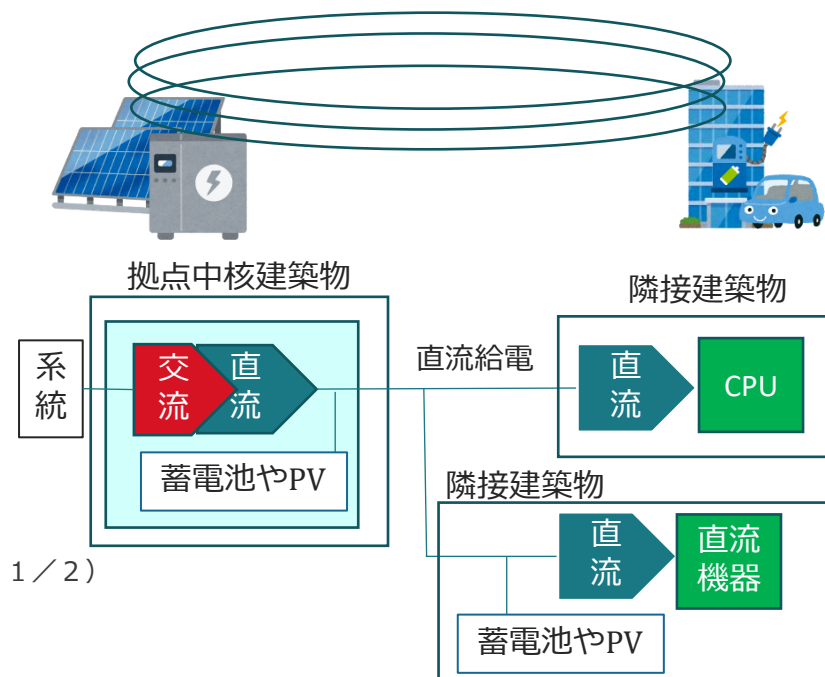 拠点中核建築物
隣接建築物
系
統
交
流
直
流
直流給電
直
流
CPU
蓄電池やPV
隣接建築物
直
流
直流
機器
1／2）
蓄電池やPV